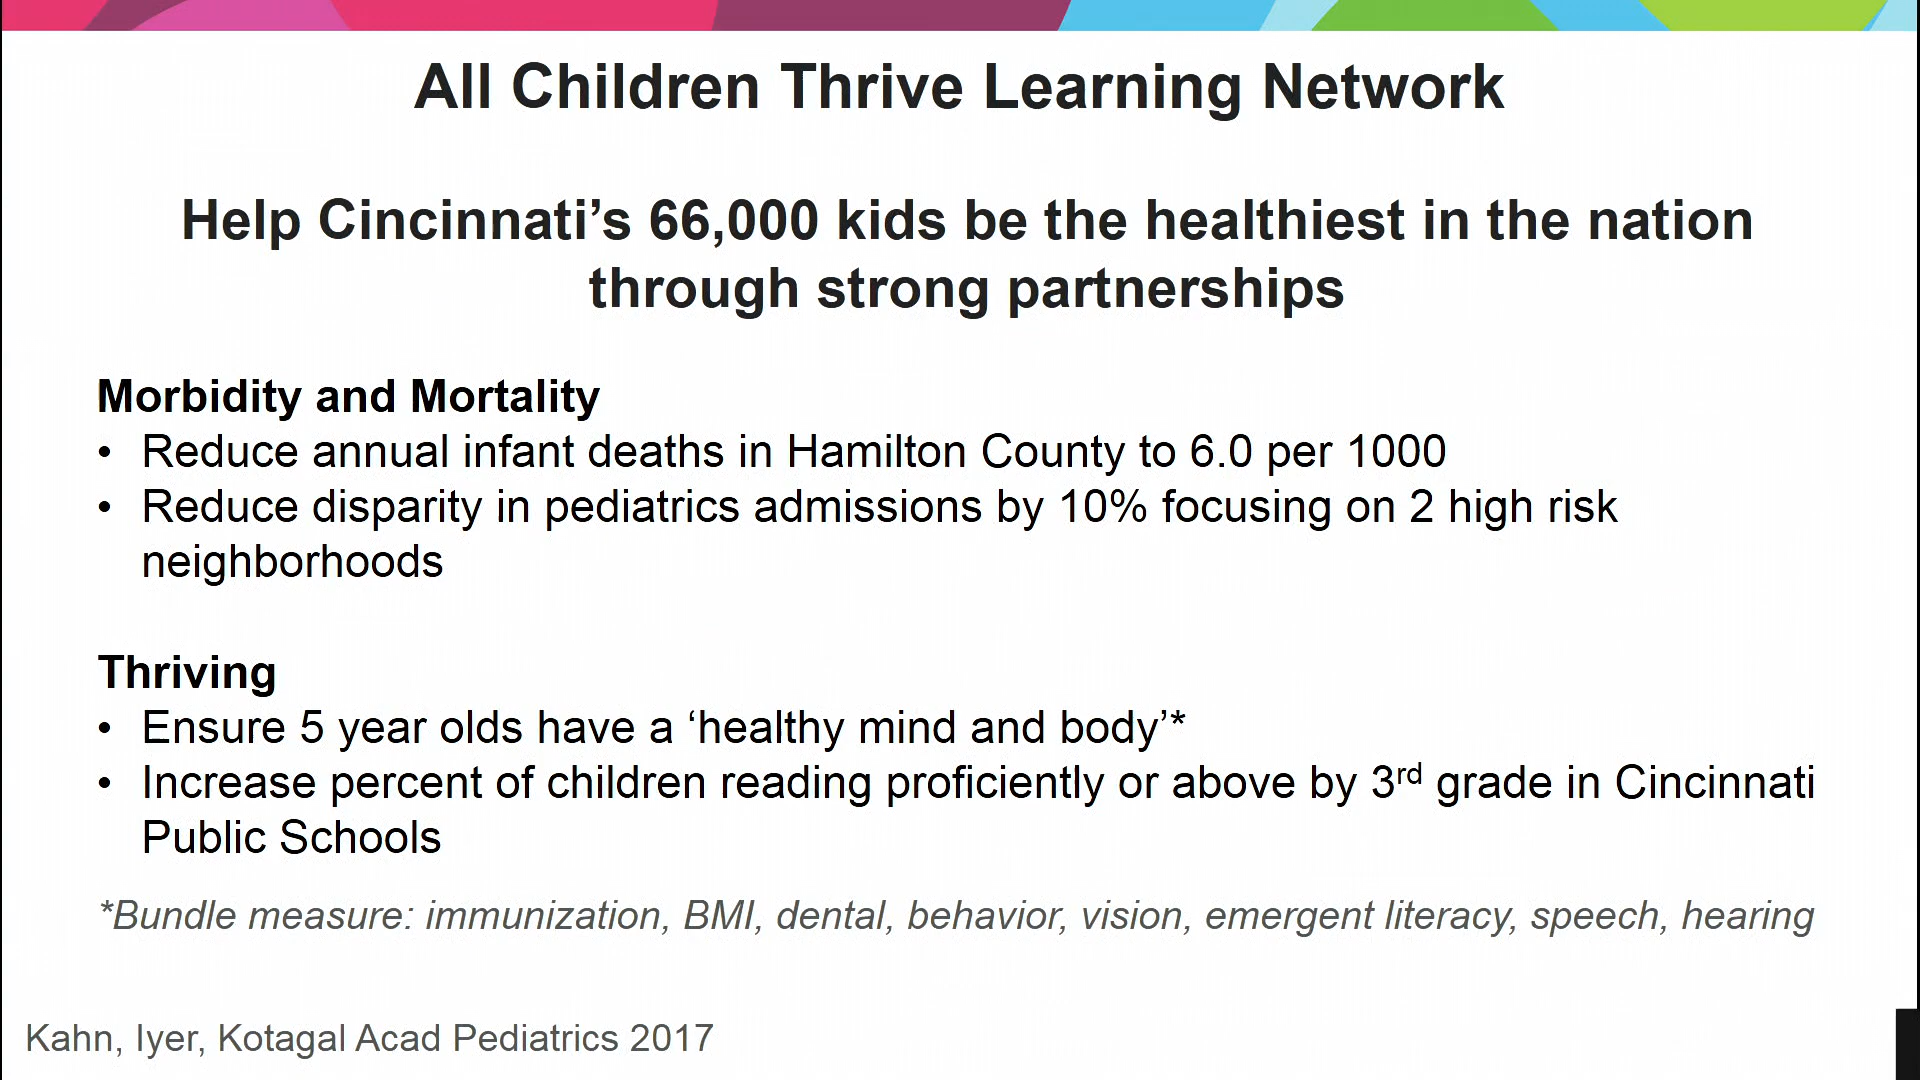 All Children Thrive Learning Network
Help Cincinnati’s 66,000 kids be the healthiest in the nation
through strong partnerships
Morbidity and Mortality
• Reduce annual infant deaths in Hamilton County to 6.0 per 1000
• Reduce disparity in pediatrics admissions by 10% focusing on 2 high risk
neighborhoods
Thriving
• Ensure 5 year olds have a ‘healthy mind and body’*
• Increase percent of children reading proficiently or above by 3rd grade in Cincinnati
Public Schools
*Bundle measure: immunization, BMI, dental, behavior, vision, emergent literacy, speech, hearing
Kahn, Iyer, Kotagal Acad Pediatrics 2017